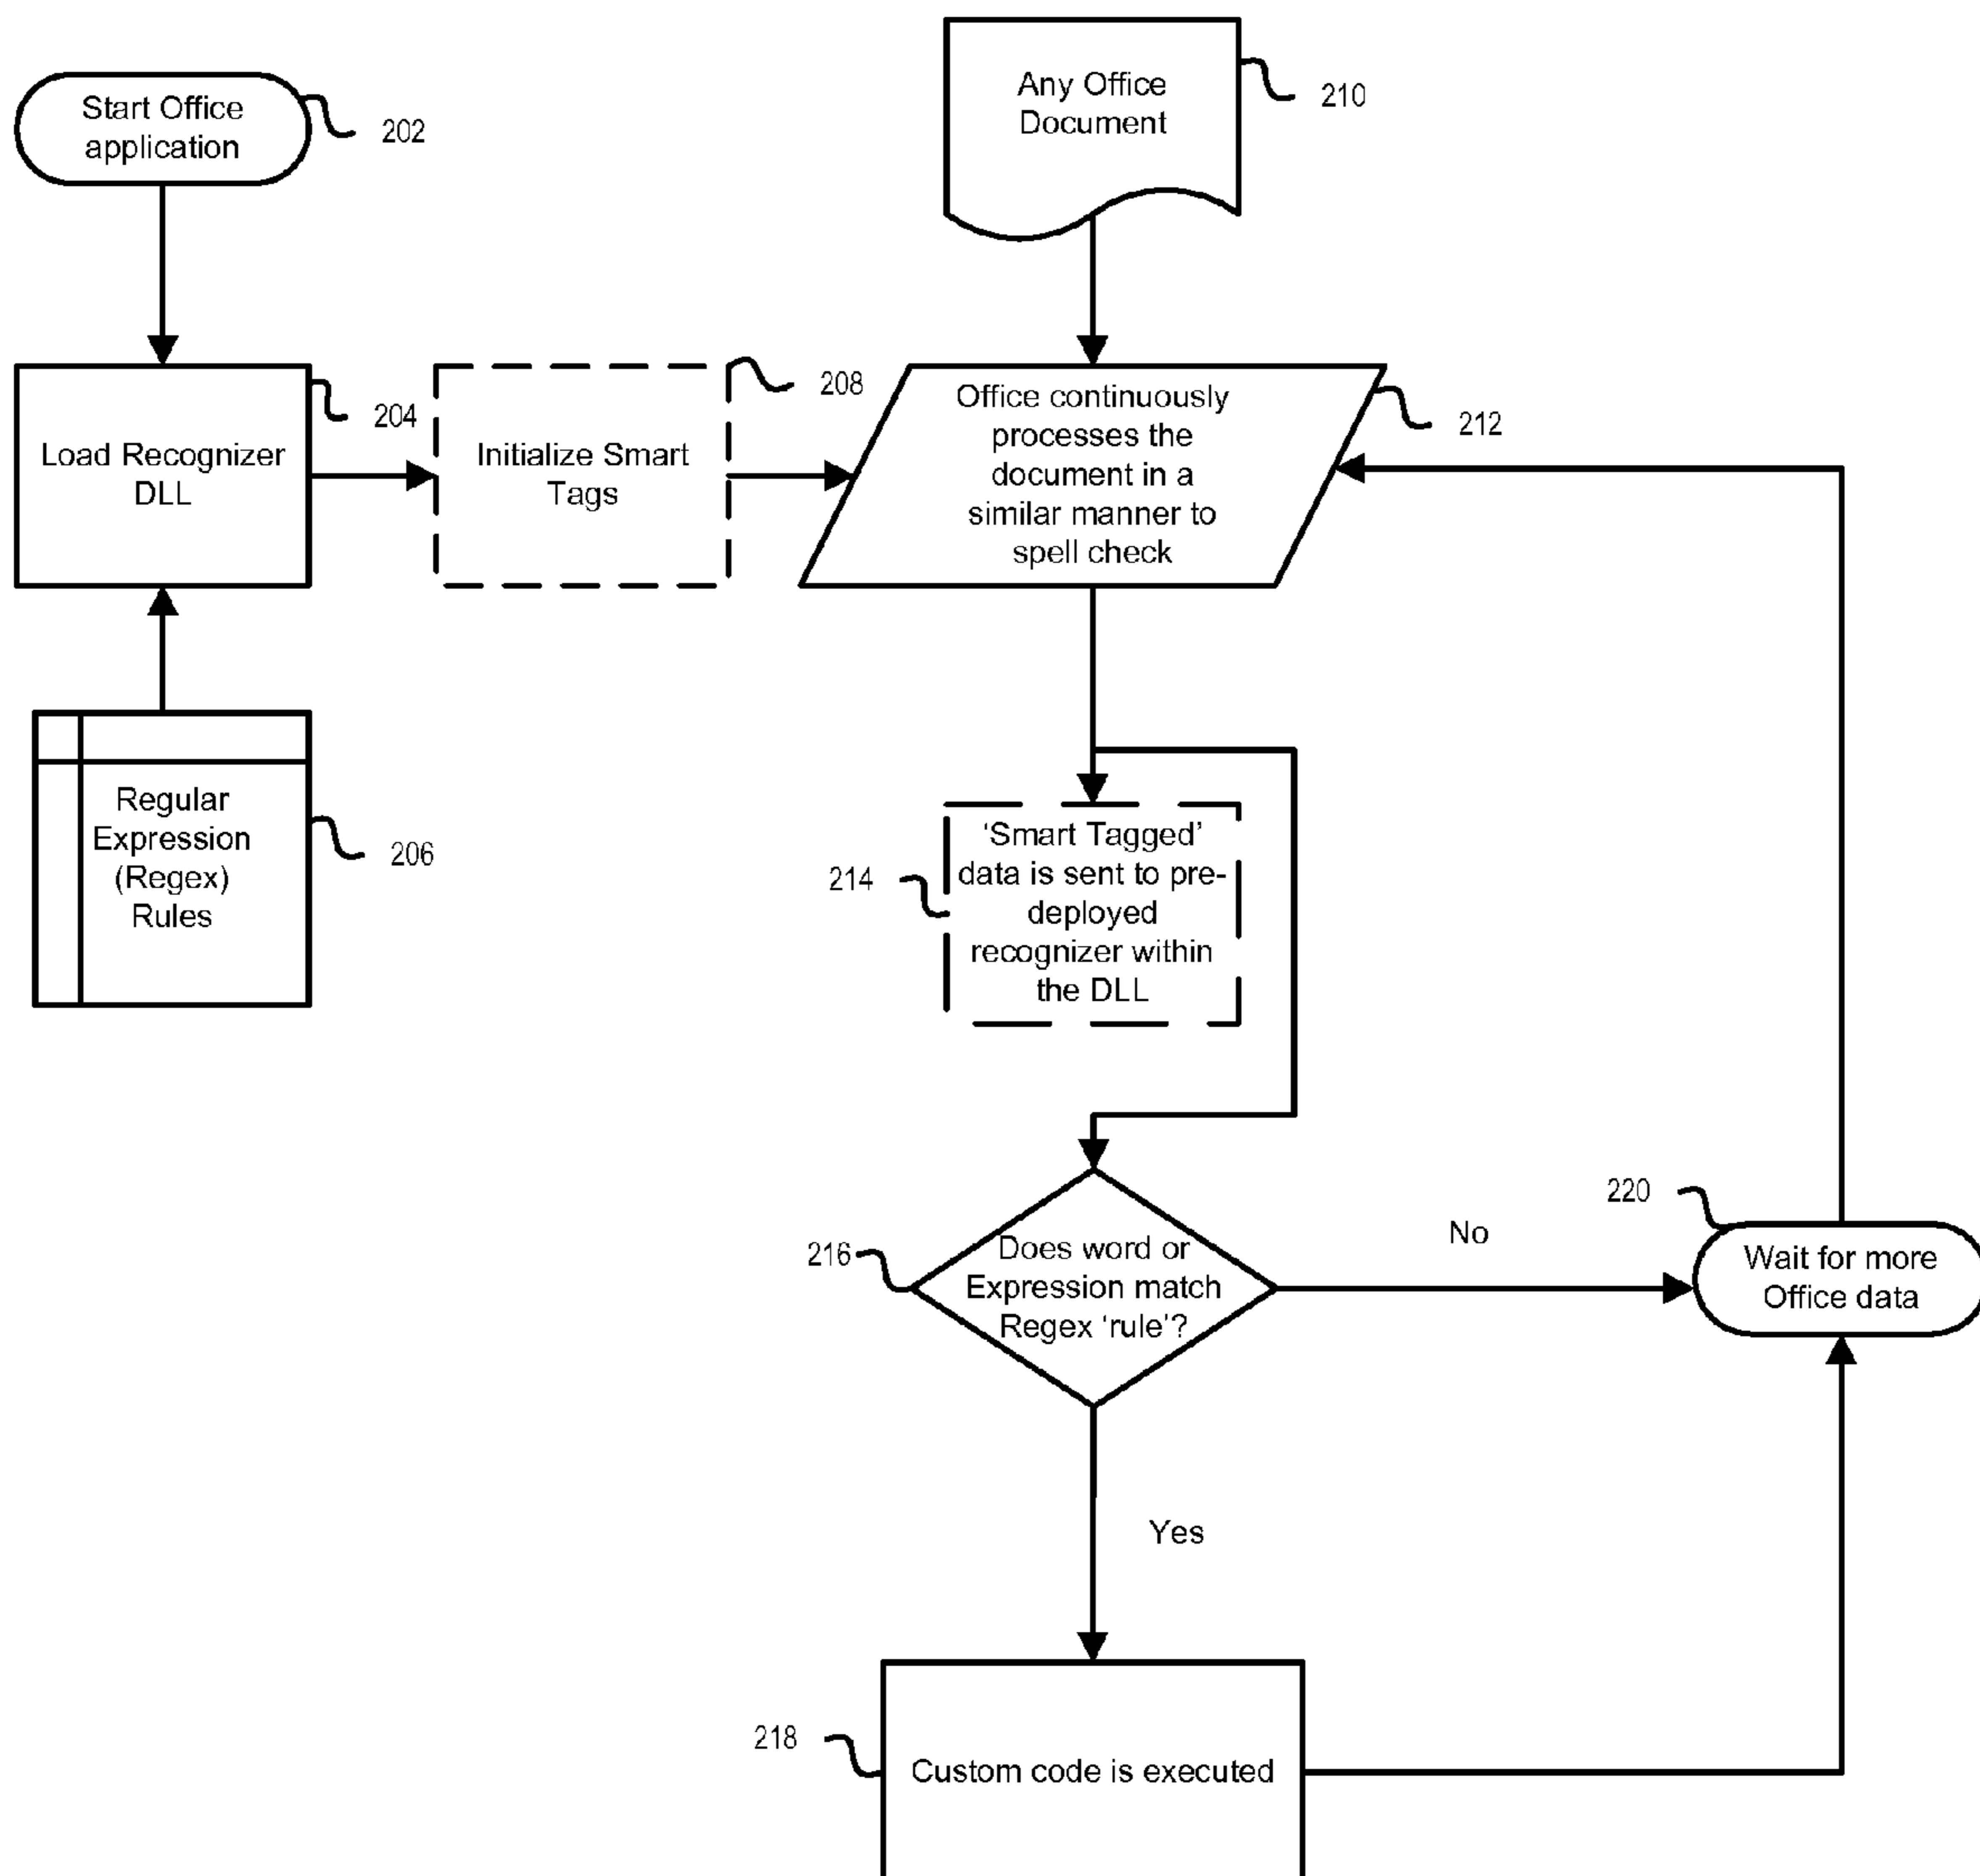 Start Office
application
202
Any Office
Document
210
Load Recognizer
DLL
204
Initialize Smart
Tags
208
Office continuously
processes the
document in a
similar manner to
spell check
212
Regular
Expression
(Regex)
Rules
206
‘Smart Tagged’
data is sent to pre-
deployed
recognizer within
the DLL
214
Does word or
Expression match
Regex ‘rule’?
216
No
220
Wait for more
Office data
Yes
218
Custom code is executed